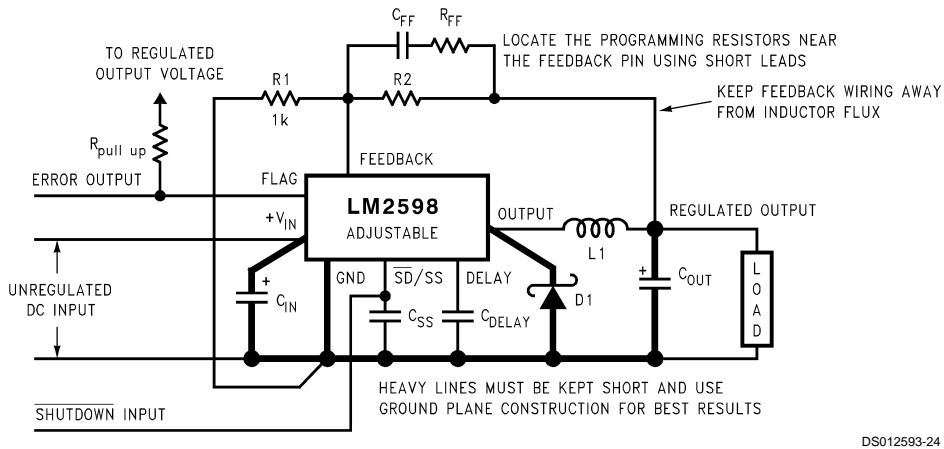 C_FF
R_FF
LOCATE THE PROGRAMMING RESISTORS NEAR
THE FEEDBACK PIN USING SHORT LEADS
TO REGULATED
OUTPUT VOLTAGE
R1
R2
1k
KEEP FEEDBACK WIRING AWAY
FROM INDUCTOR FLUX
R_pull up
FEEDBACK
ERROR OUTPUT
FLAG
LM2598
ADJUSTABLE
+V_IN
OUTPUT
REGULATED OUTPUT
L1
UNREGULATED
DC INPUT
+
C_IN
GND
S̅D̅/SS
DELAY
C_SS
C_DELAY
D1
+
C_OUT
LOAD
HEAVY LINES MUST BE KEPT SHORT AND USE
GROUND PLANE CONSTRUCTION FOR BEST RESULTS
S̅H̅U̅T̅D̅O̅W̅N̅ INPUT
DS012593-24